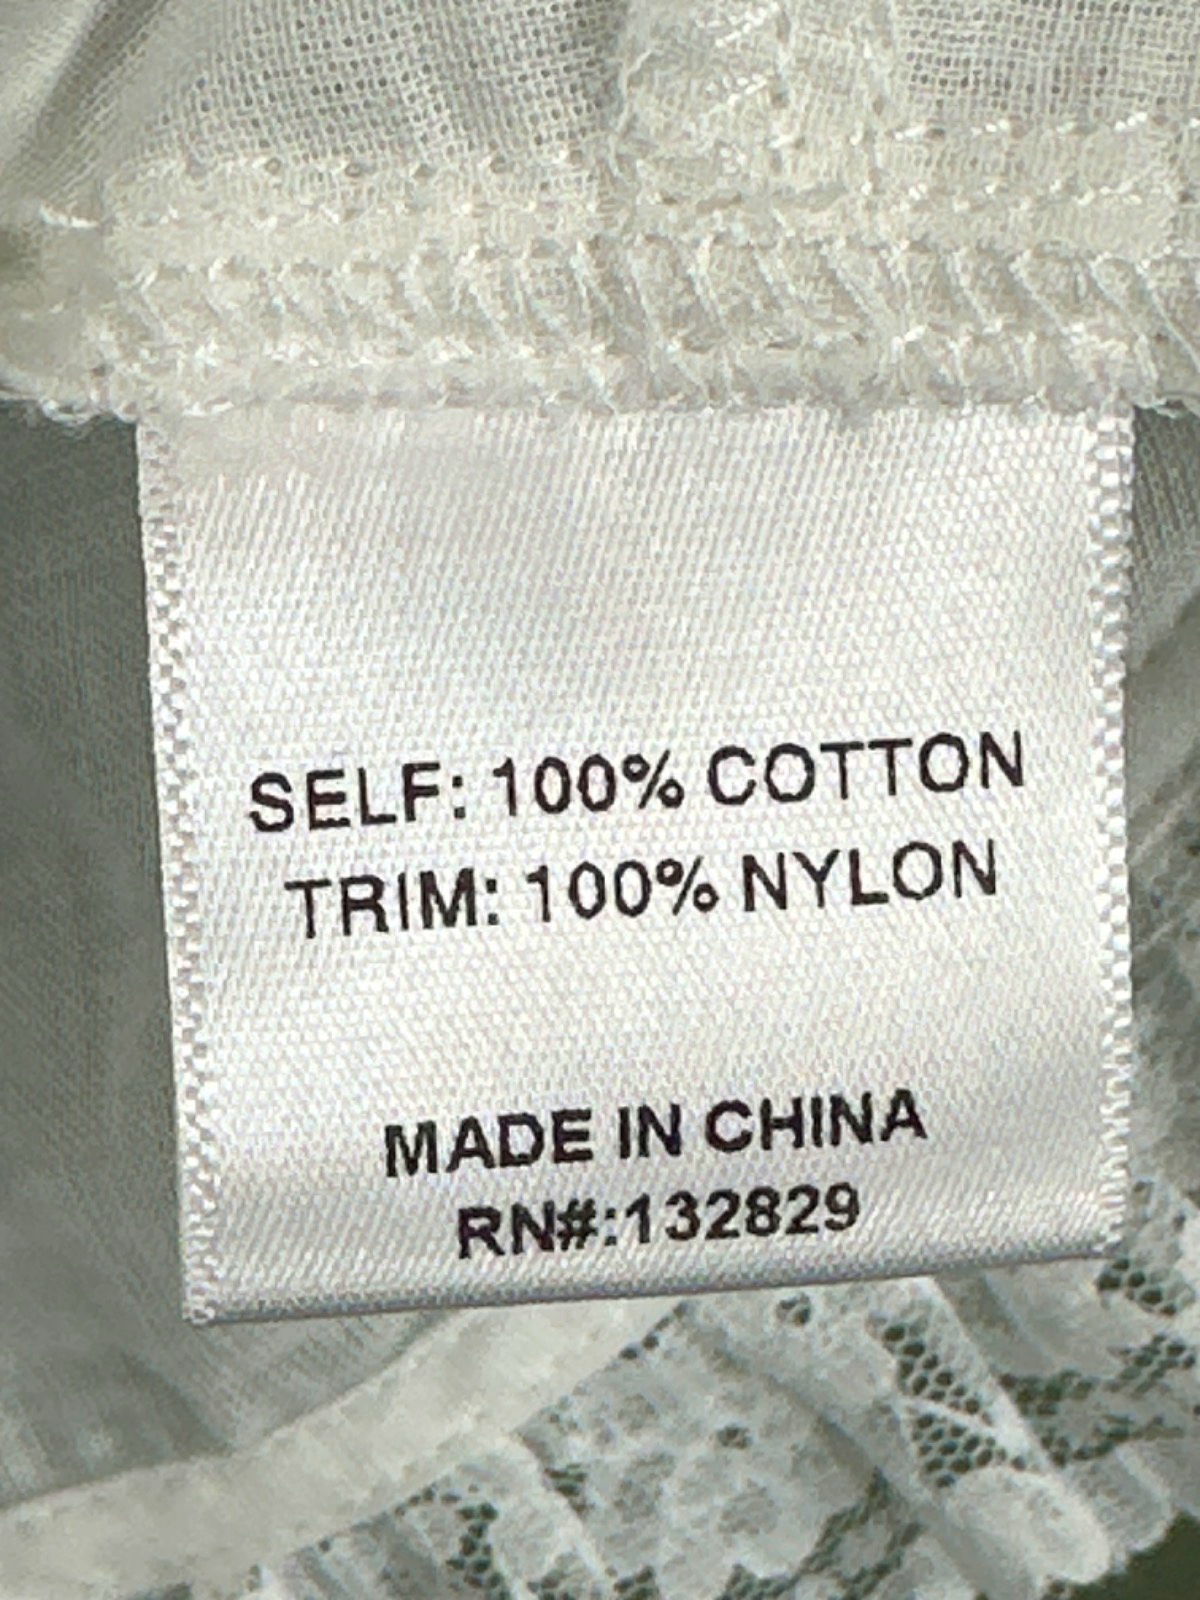 SELF: 100% COTTON
TRIM: 100% NYLON
MADE IN CHINA
RN#:132829